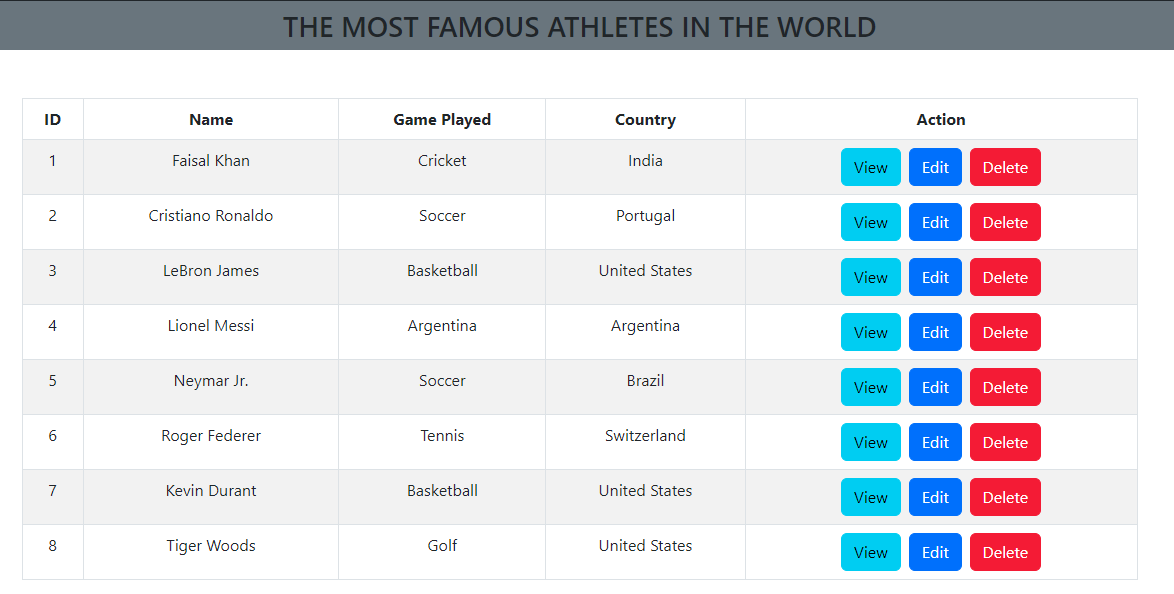 THE MOST FAMOUS ATHLETES IN THE WORLD
ID Name Game Played Country Action
1 Faisal Khan Cricket India View Edit Delete
2 Cristiano Ronaldo Soccer Portugal View Edit Delete
3 LeBron James Basketball United States View Edit Delete
4 Lionel Messi Argentina Argentina View Edit Delete
5 Neymar Jr. Soccer Brazil View Edit Delete
6 Roger Federer Tennis Switzerland View Edit Delete
7 Kevin Durant Basketball United States View Edit Delete
8 Tiger Woods Golf United States View Edit Delete